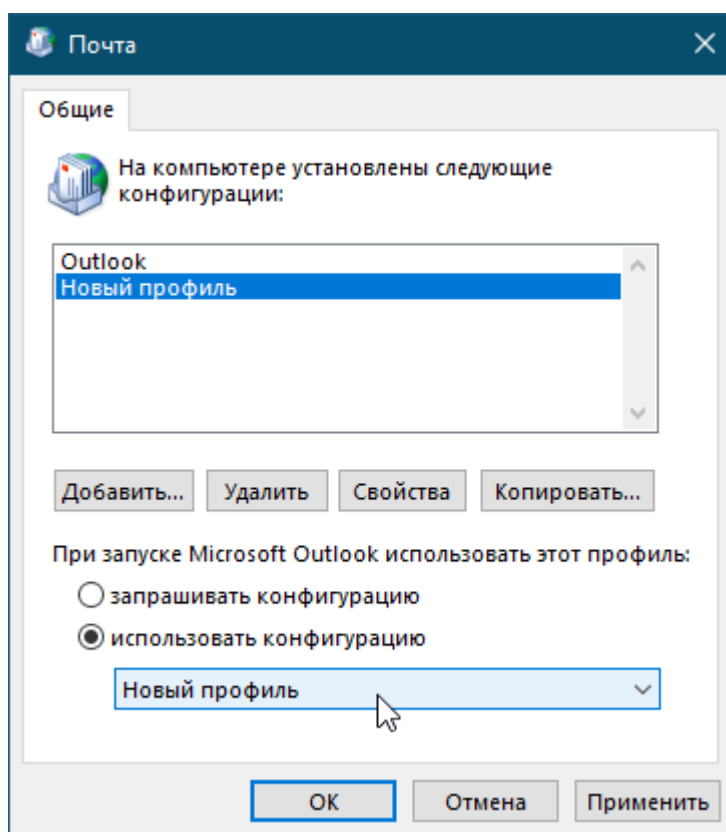 Почта
Общие
На компьютере установлены следующие
конфигурации:
Outlook
Новый профиль
Добавить...
Удалить
Свойства
Копировать...
При запуске Microsoft Outlook использовать этот профиль:
запрашивать конфигурацию
использовать конфигурацию
Новый профиль
ОК
Отмена
Применить